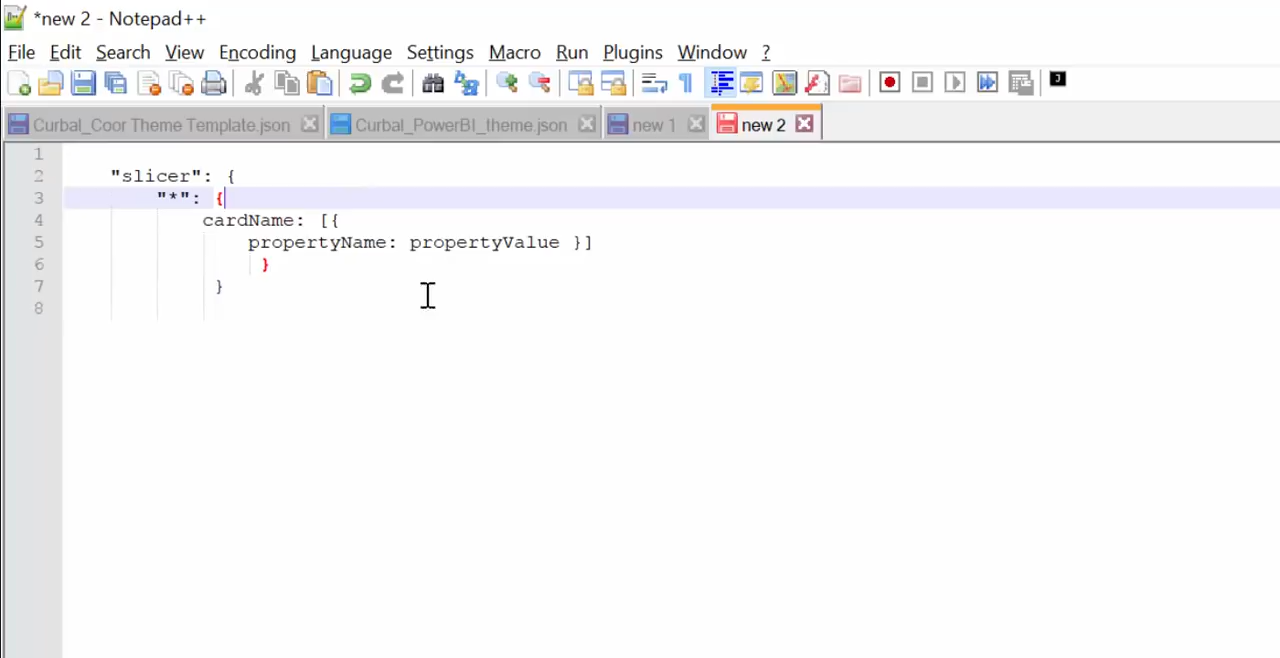 *new 2 - Notepad++
File Edit Search View Encoding Language Settings Macro Run Plugins Window ?
Curbal_Coor Theme Template.json Curbal_PowerBI_theme.json new 1 new 2
1
2 "slicer": {
3 "*": {
4 cardName: [{
5 propertyName: propertyValue }]
6 }
7 }
8